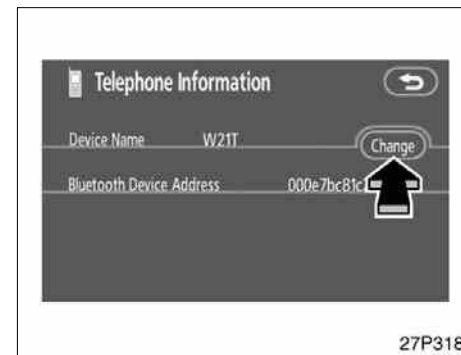 Telephone Information
Device Name W21T
Change
Bluetooth Device Address 000e7bc81c
27P318